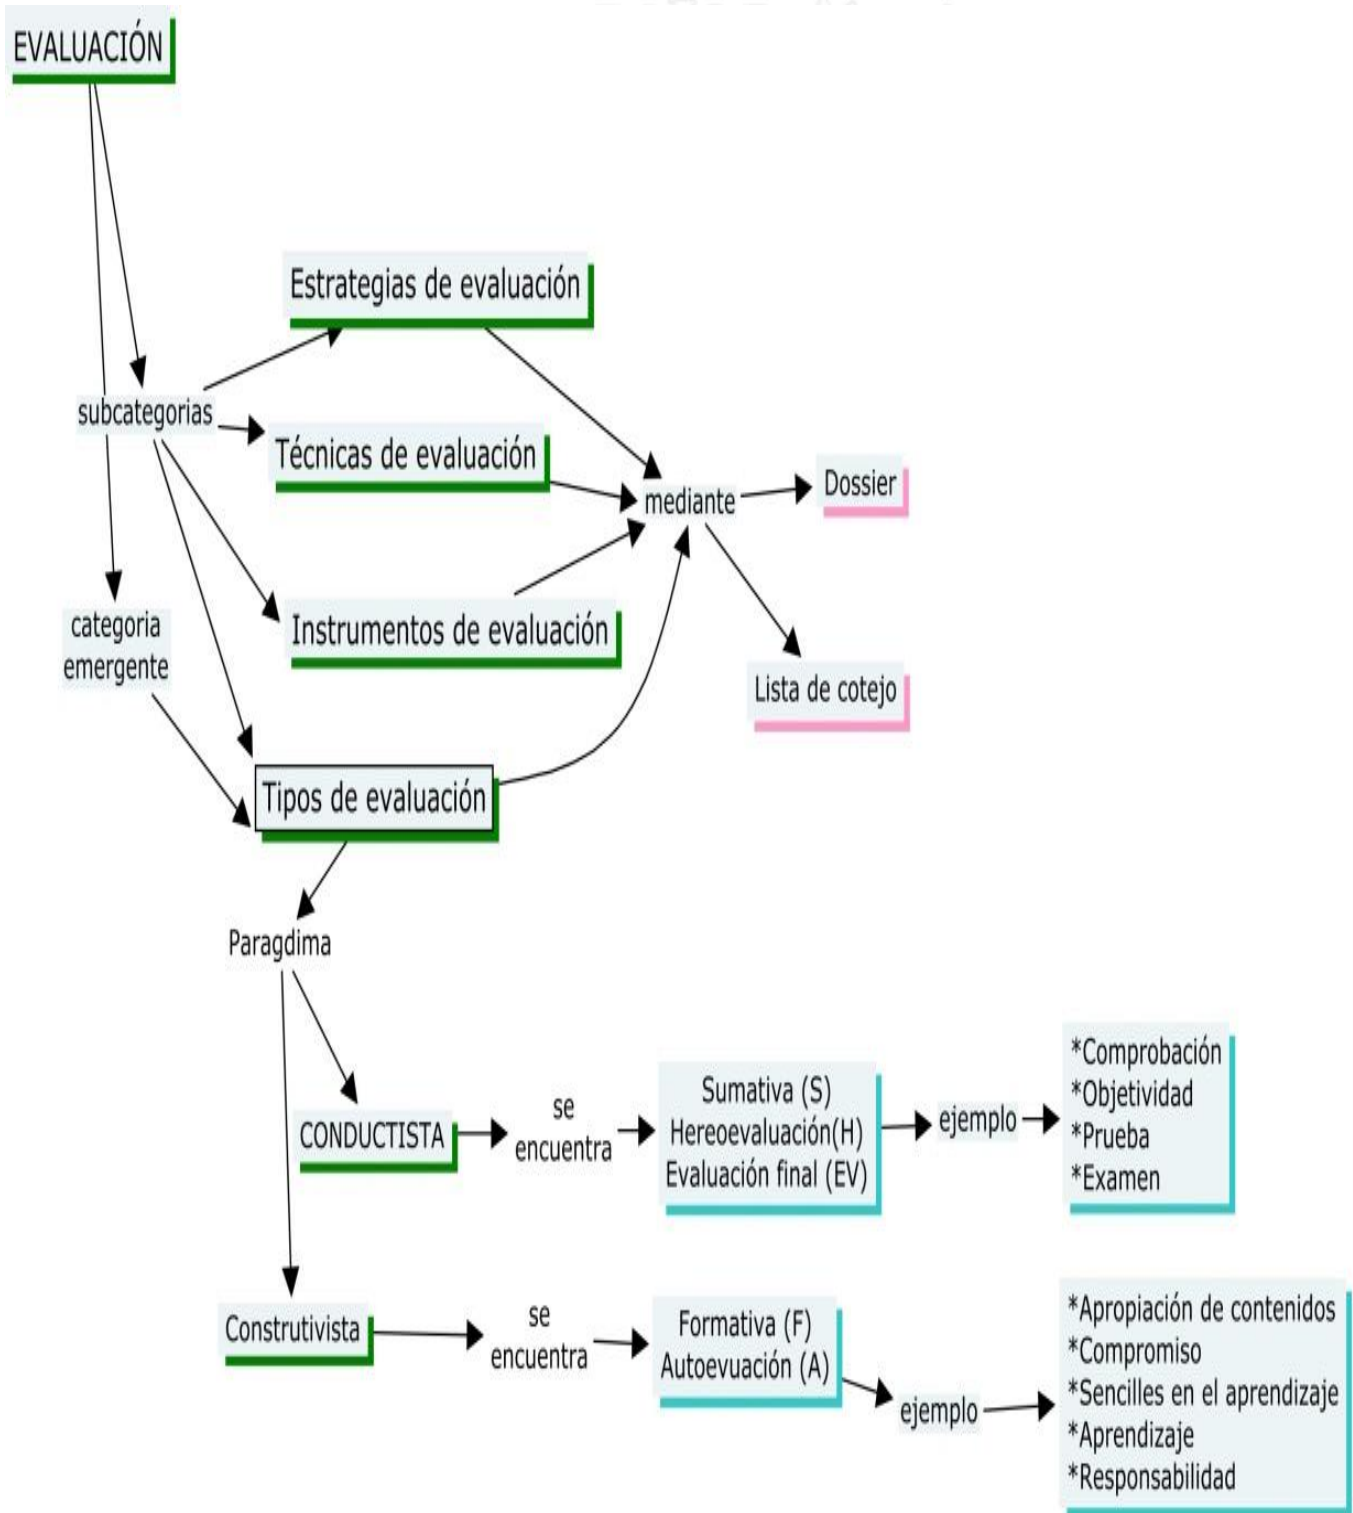 EVALUACIÓN
Estrategias de evaluación
subcategorias
Técnicas de evaluación
mediante
Dossier
categoria
emergente
Instrumentos de evaluación
Lista de cotejo
Tipos de evaluación
Paragdima
CONDUCTISTA
se
encuentra
Sumativa (S)
Hereoevaluación(H)
Evaluación final (EV)
ejemplo
*Comprobación
*Objetividad
*Prueba
*Examen
Construtivista
se
encuentra
Formativa (F)
Autoevuación (A)
ejemplo
*Apropiación de contenidos
*Compromiso
*Sencilles en el aprendizaje
*Aprendizaje
*Responsabilidad